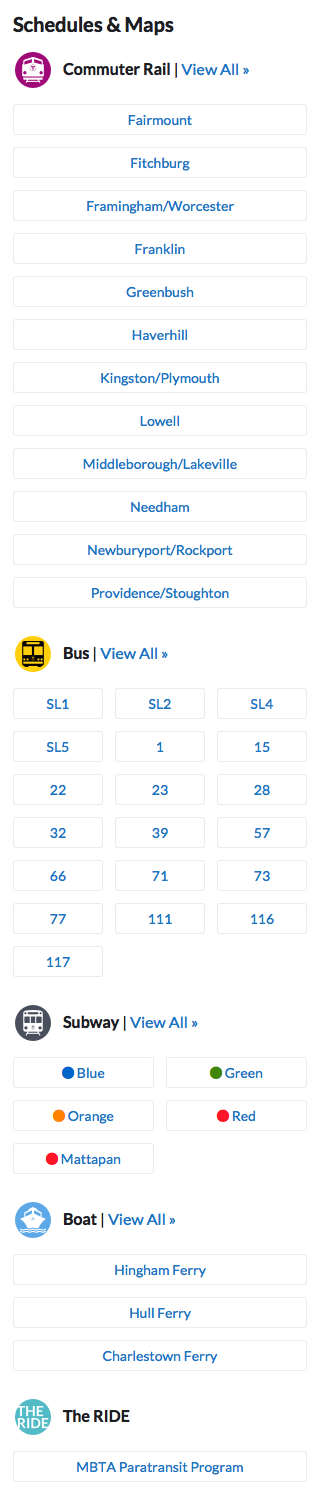 Schedules & Maps
Commuter Rail | View All »
Fairmount
Fitchburg
Framingham/Worcester
Franklin
Greenbush
Haverhill
Kingston/Plymouth
Lowell
Middleborough/Lakeville
Needham
Newburyport/Rockport
Providence/Stoughton
Bus | View All »
SL1 SL2 SL4
SL5 1 15
22 23 28
32 39 57
66 71 73
77 111 116
117
Subway | View All »
Blue Green
Orange Red
Mattapan
Boat | View All »
Hingham Ferry
Hull Ferry
Charlestown Ferry
THE RIDE The RIDE
MBTA Paratransit Program